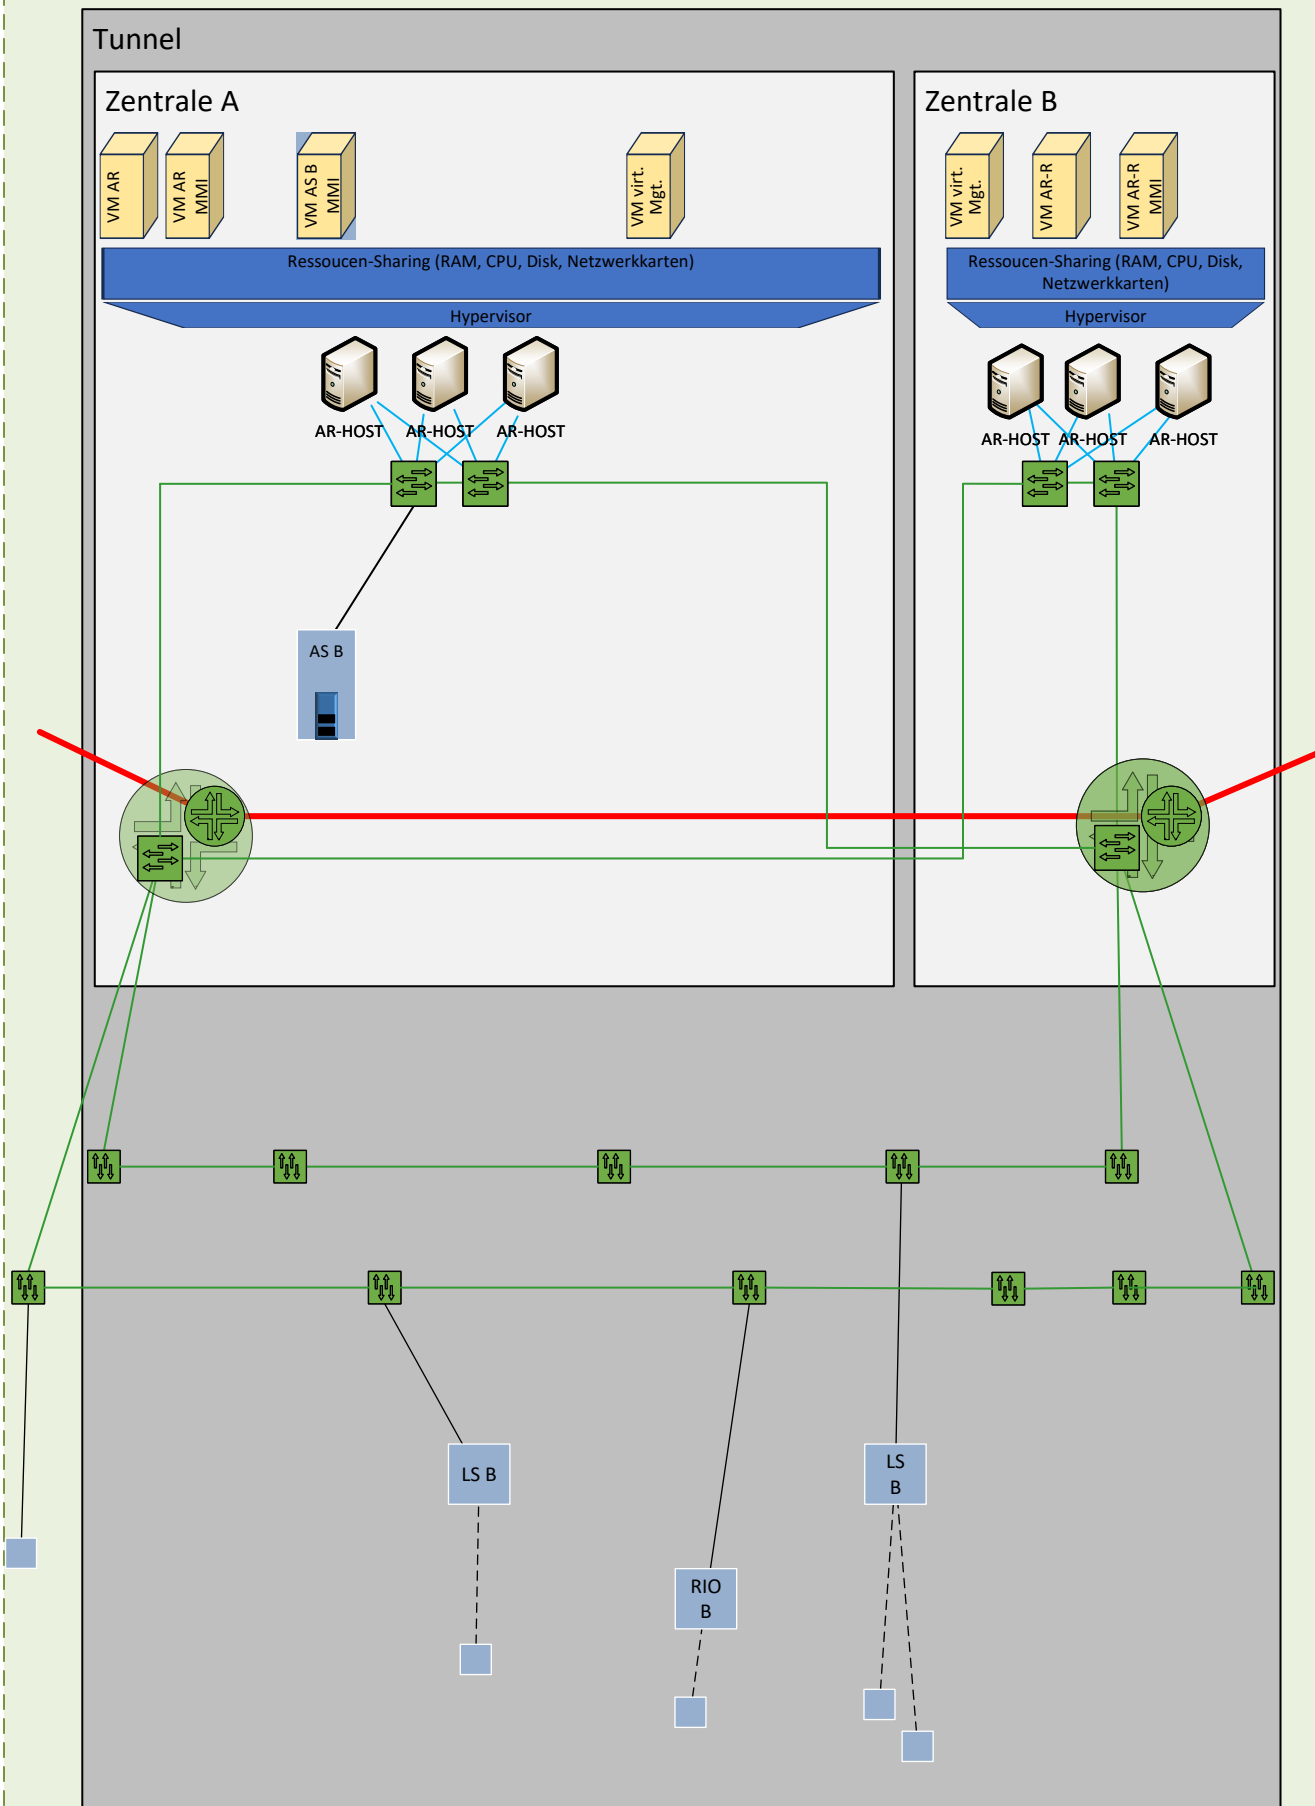 Tunnel
Zentrale A
Zentrale B
VM AR
VM AR
MMI
VM AS B
MMI
VM virt.
Mgt.
VM virt.
Mgt.
VM AR-R
VM AR-R
MMI
Ressoucen-Sharing (RAM, CPU, Disk, Netzwerkkarten)
Ressoucen-Sharing (RAM, CPU, Disk,
Netzwerkkarten)
Hypervisor
Hypervisor
AR-HOST
AR-HOST
AR-HOST
AR-HOST
AR-HOST
AR-HOST
AS B
LS B
LS
B
RIO
B